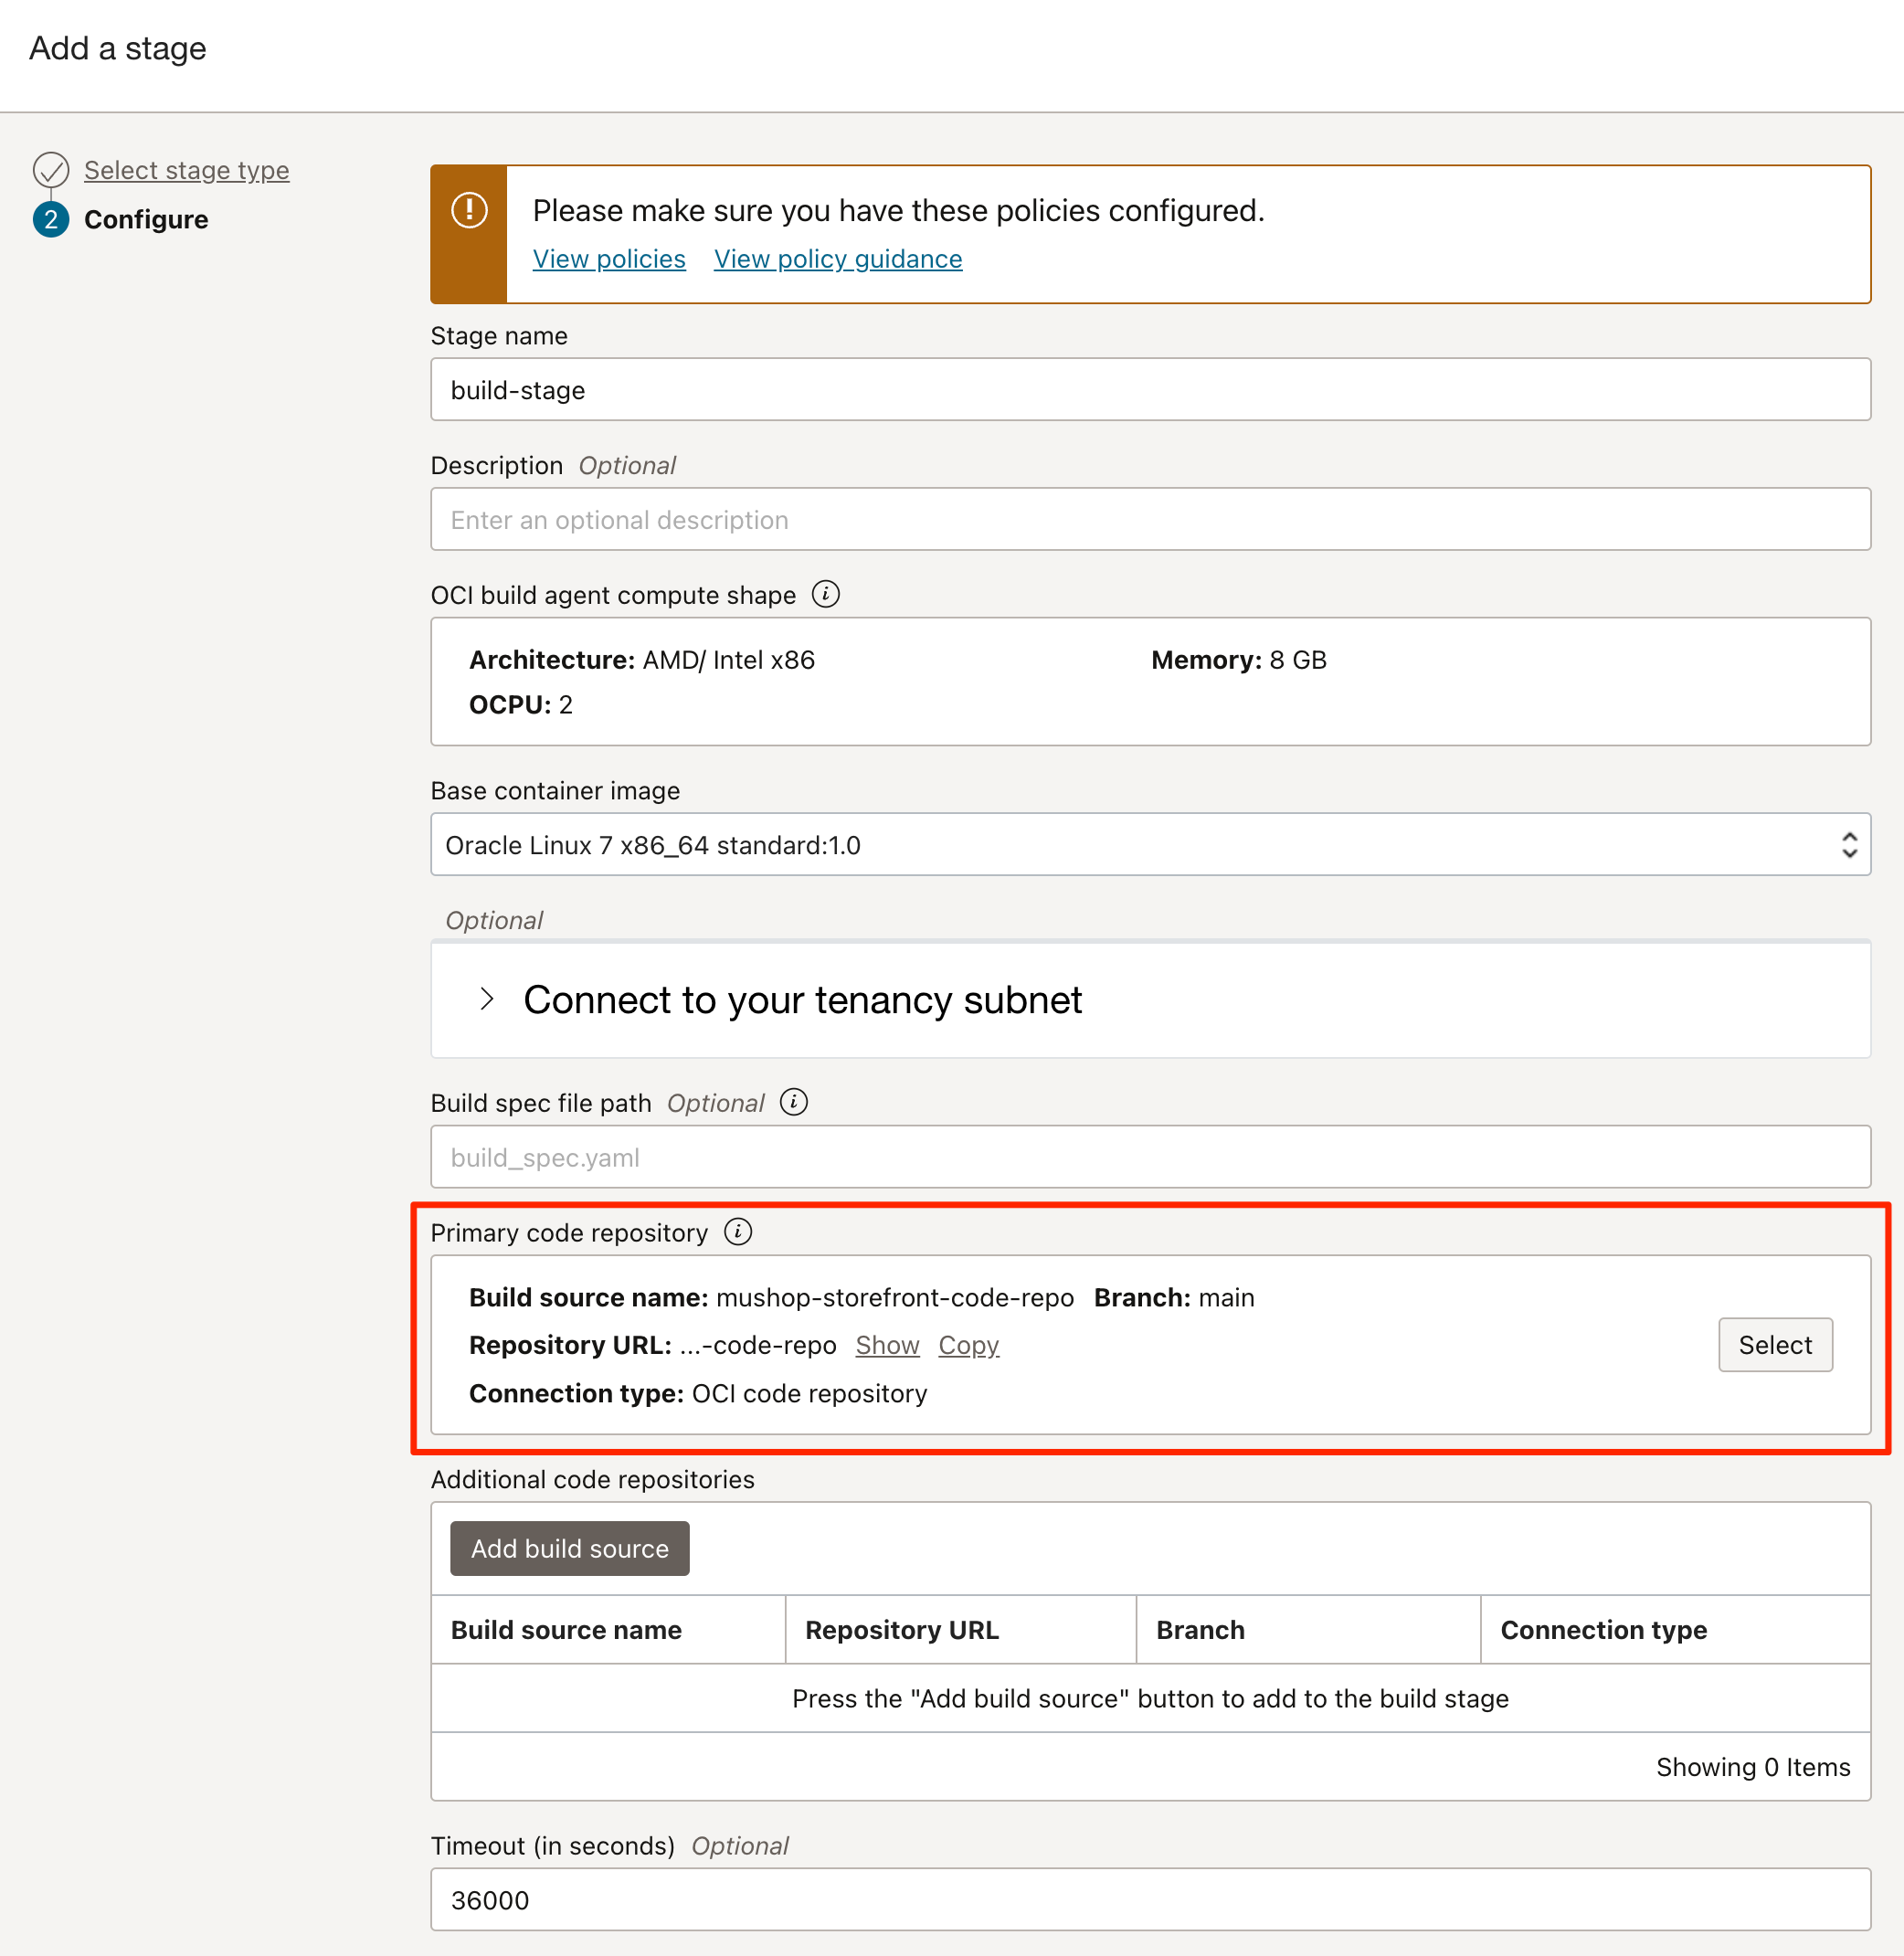 Add a stage
Select stage type
2 Configure
Please make sure you have these policies configured.
View policies View policy guidance
Stage name
build-stage
Description Optional
Enter an optional description
OCI build agent compute shape
Architecture: AMD/ Intel x86 Memory: 8 GB
OCPU: 2
Base container image
Oracle Linux 7 x86_64 standard:1.0
Optional
Connect to your tenancy subnet
Build spec file path Optional
build_spec.yaml
Primary code repository
Build source name: mushop-storefront-code-repo Branch: main
Repository URL: ...-code-repo Show Copy
Select
Connection type: OCI code repository
Additional code repositories
Add build source
Build source name Repository URL Branch Connection type
Press the "Add build source" button to add to the build stage
Showing 0 Items
Timeout (in seconds) Optional
36000